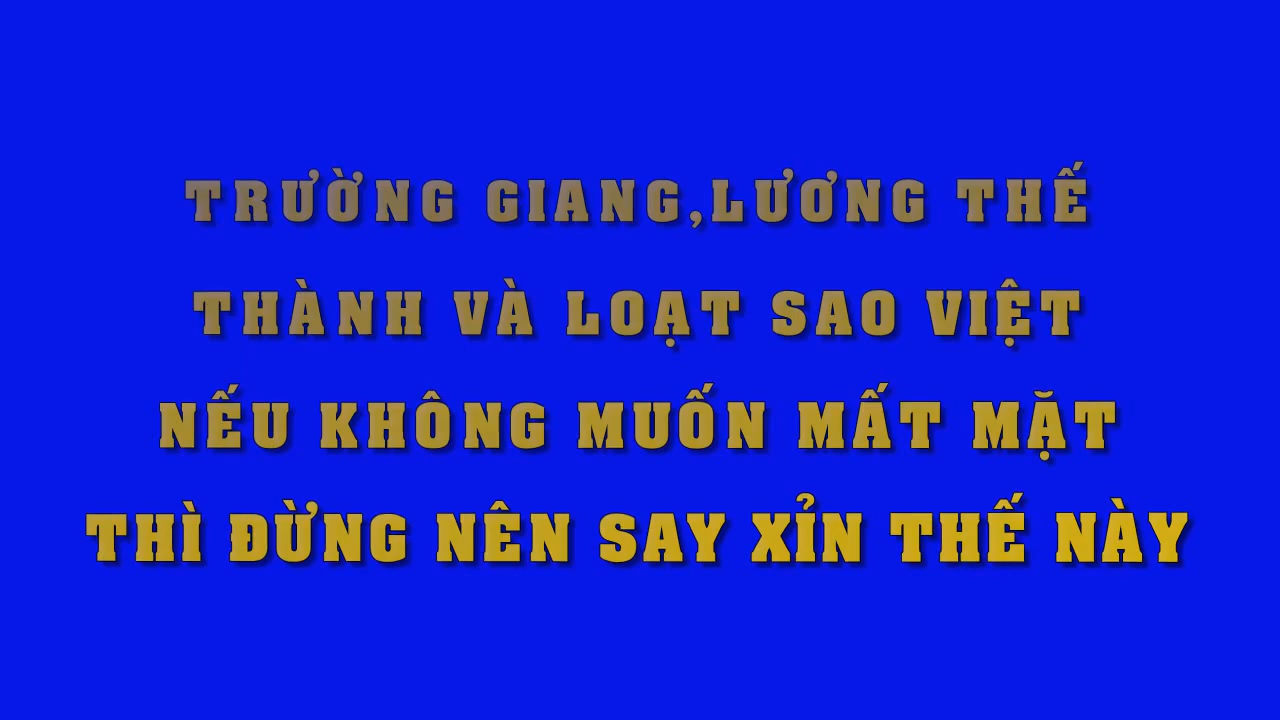 TRƯỜNG GIANG,LƯƠNG THẾ
THÀNH VÀ LOẠT SAO VIỆT
NẾU KHÔNG MUỐN MẤT MẶT
THÌ ĐỪNG NÊN SAY XỈN THẾ NÀY